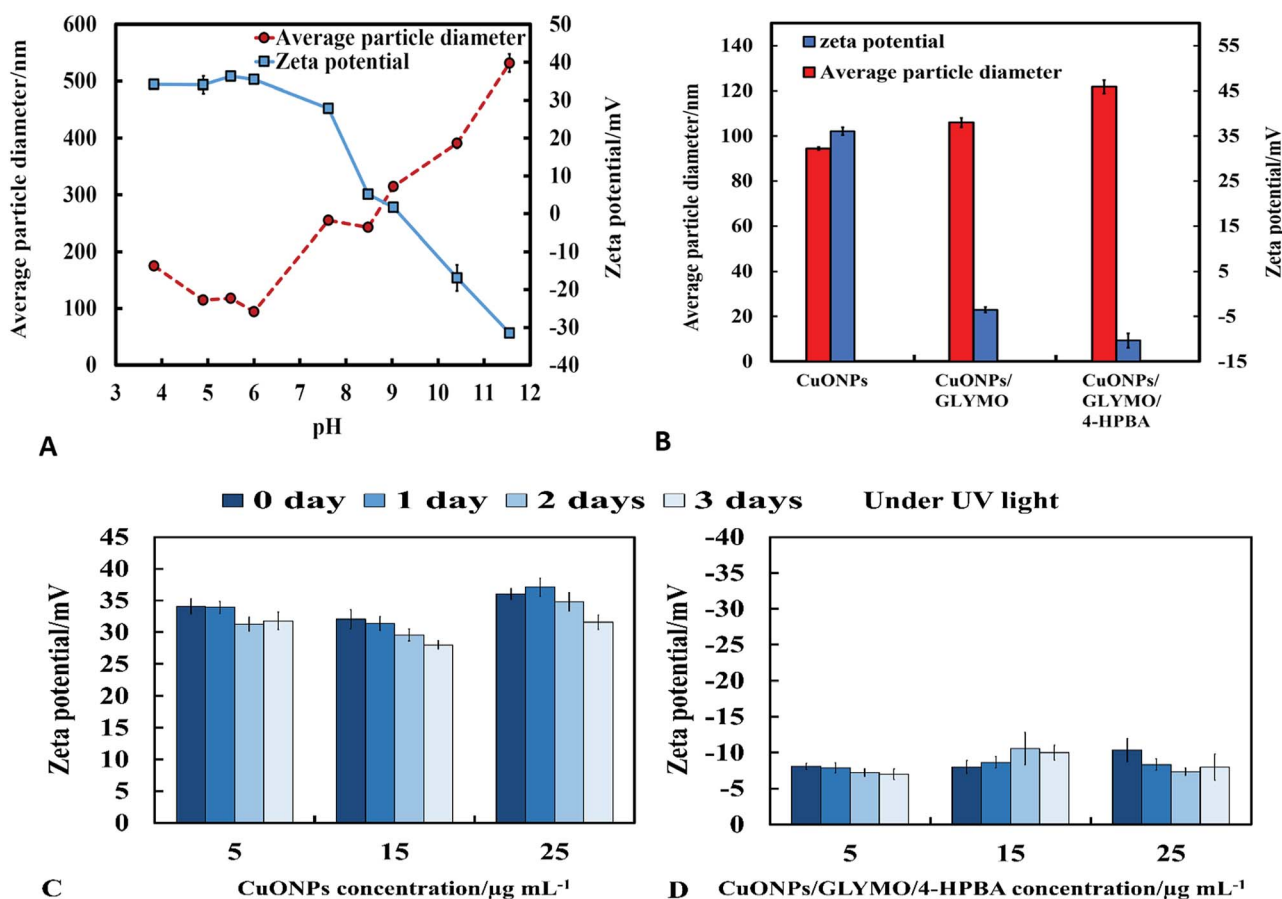 600
500
400
300
200
100
0
50
40
30
20
10
0
-10
-20
-30
-40
3 4 5 6 7 8 9 10 11 12
Average particle diameter/nm
Zeta potential/mV
pH
Average particle diameter
Zeta potential
A
B
140
120
100
80
60
40
20
0
55
45
35
25
15
5
-5
-15
Average particle diameter/nm
Zeta potential/mV
zeta potential
Average particle diameter
CuONPs
CuONPs/
GLYMO
CuONPs/
GLYMO/
4-HPBA
0 day 1 day 2 days 3 days Under UV light
45
40
35
30
25
20
15
10
5
0
Zeta potential/mV
5 15 25
C
CuONPs concentration/µg mL⁻¹
-40
-35
-30
-25
-20
-15
-10
-5
-0
Zeta potential/mV
5 15 25
D
CuONPs/GLYMO/4-HPBA concentration/µg mL⁻¹